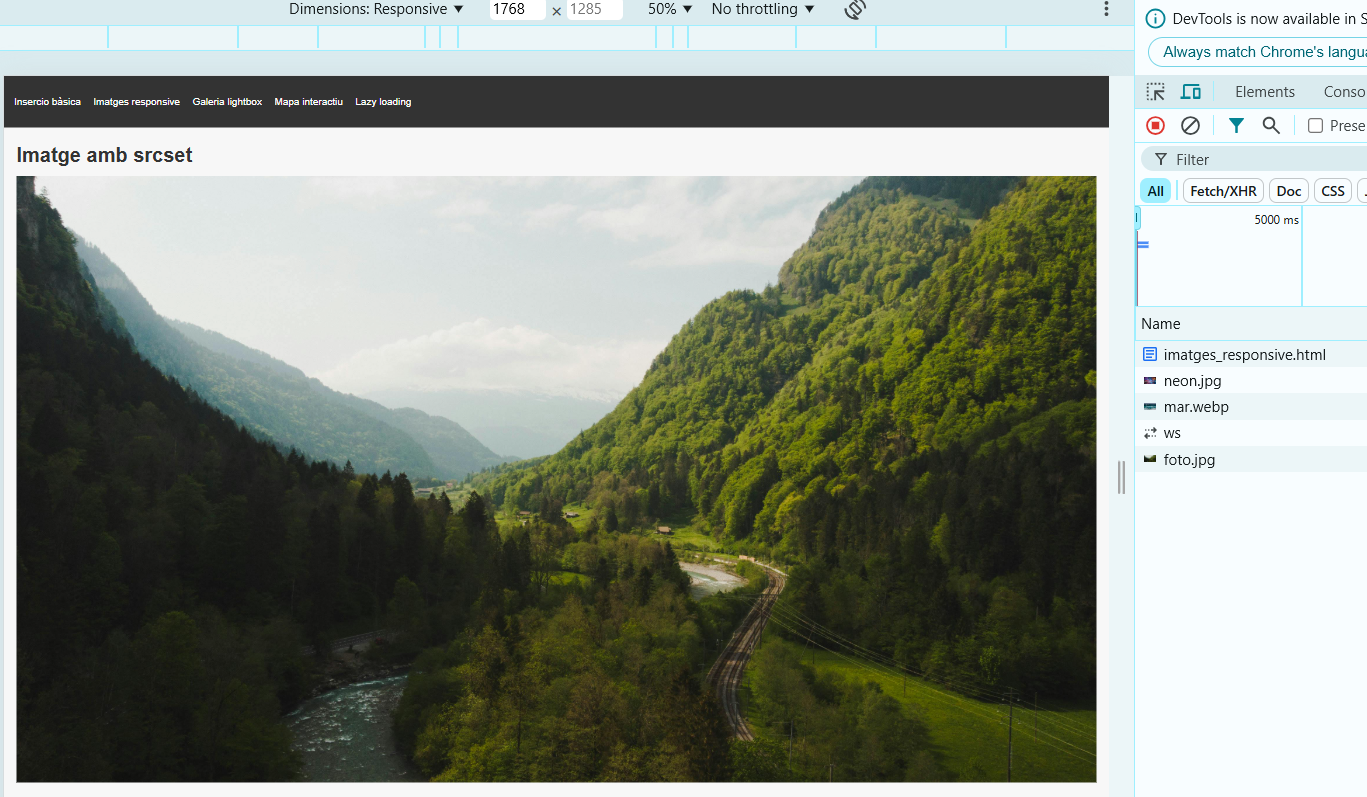 Dimensions: Responsive ▼ 1768 × 1285 50% ▼ No throttling ▼
DevTools is now available in S
Always match Chrome's langua
Elements Conso
Prese
Filter
All Fetch/XHR Doc CSS
5000 ms
Name
imatges_responsive.html
neon.jpg
mar.webp
ws
foto.jpg
Insercio bàsica Imatges responsive Galeria lightbox Mapa interactiu Lazy loading
Imatge amb srcset